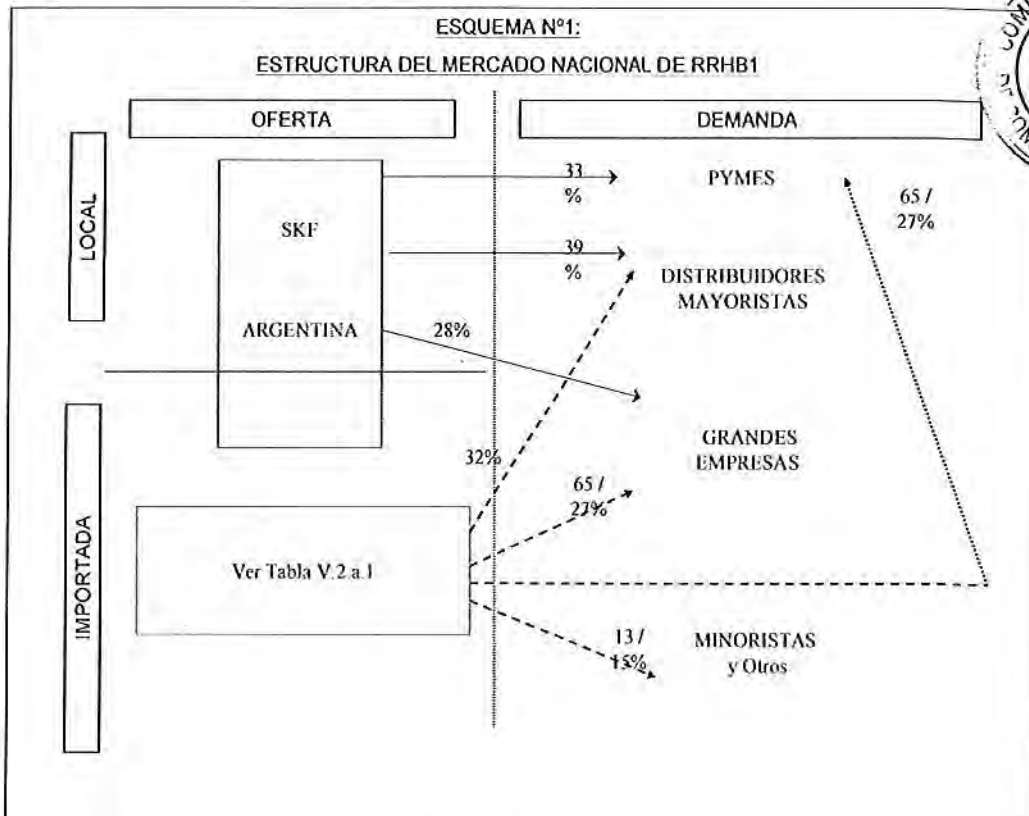 ESQUEMA Nº1:
ESTRUCTURA DEL MERCADO NACIONAL DE RRHB1
OFERTA
DEMANDA
LOCAL
SKF
ARGENTINA
33
%
39
%
28%
PYMES
65 /
27%
DISTRIBUIDORES
MAYORISTAS
GRANDES
EMPRESAS
IMPORTADA
Ver Tabla V.2.a.1
32%
65 /
27%
13 /
15%
MINORISTAS
y Otros